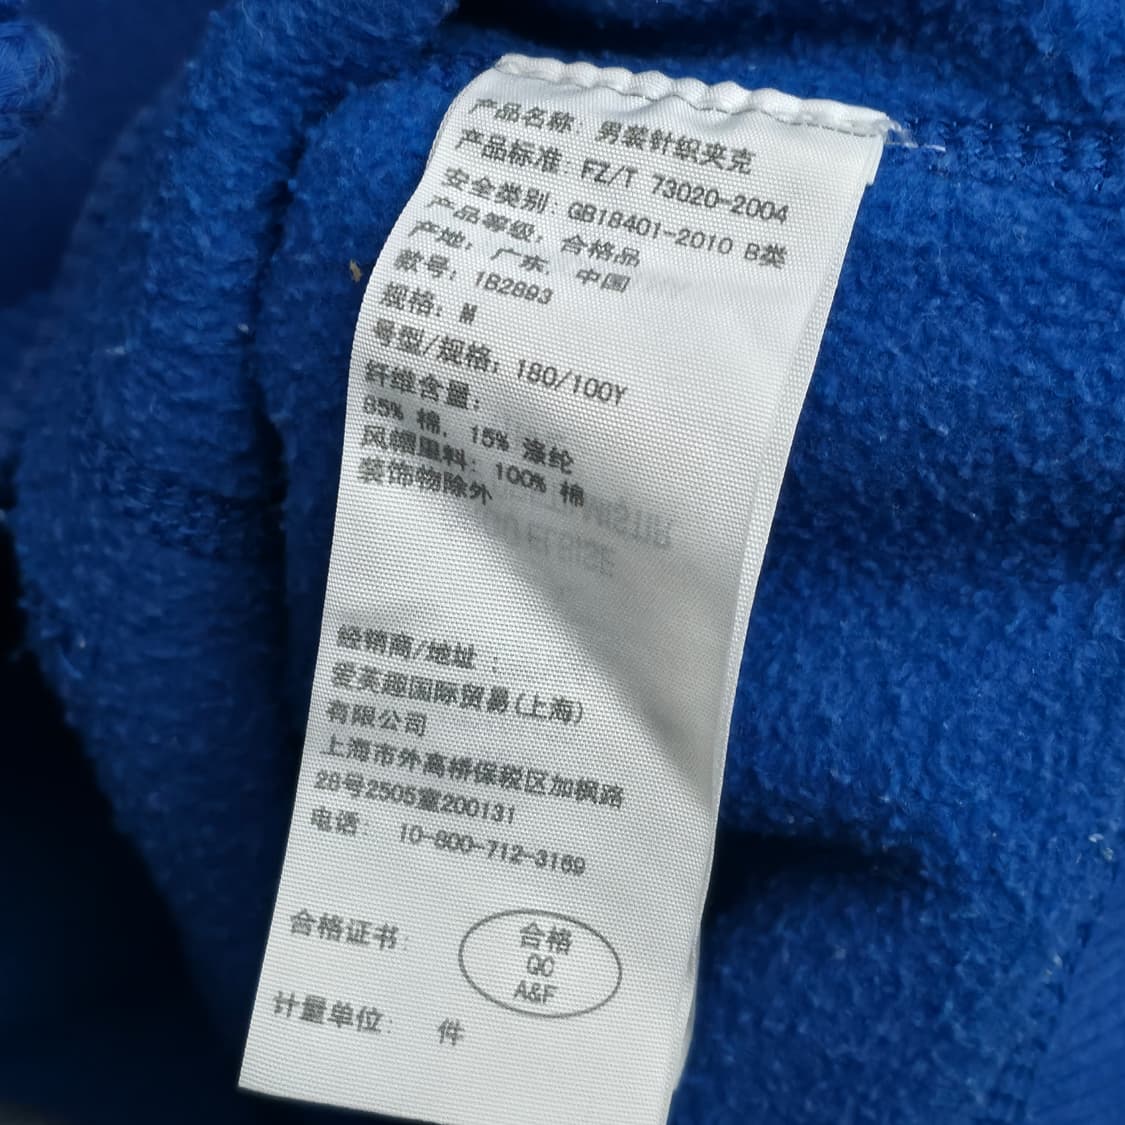 产品名称: 男装针织夹克
产品标准: FZ/T 73020-2004
安全类别: GB18401-2010 B类
产品等级: 合格品
产地: 广东, 中国
款号: 1B2893
规格: M
号型/规格: 180/100Y
纤维含量:
85% 棉, 15% 涤纶
风帽里料: 100% 棉
装饰物除外
经销商/地址 :
爱芙趣国际贸易(上海)
有限公司
上海市外高桥保税区加枫路
28号2505室200131
电话: 10-800-712-3169
合格证书:
合格
QC
A&F
计量单位: 件